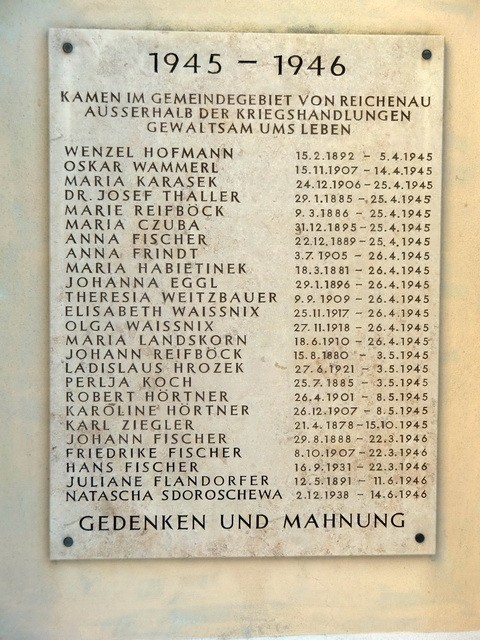 1945 – 1946
KAMEN IM GEMEINDEGEBIET VON REICHENAU
AUSSERHALB DER KRIEGSHANDLUNGEN
GEWALTSAM UMS LEBEN
WENZEL HOFMANN 15.2.1892 – 5.4.1945
OSKAR WAMMERL 15.11.1907 – 14.4.1945
MARIA KARASEK 24.12.1906 – 25.4.1945
DR. JOSEF THALLER 29.1.1885 – 25.4.1945
MARIE REIFBÖCK 9.3.1886 – 25.4.1945
MARIA CZUBA 31.12.1895 – 25.4.1945
ANNA FISCHER 22.12.1889 – 25.4.1945
ANNA FRINDT 3.7.1905 – 26.4.1945
MARIA HABIETINEK 18.3.1881 – 26.4.1945
JOHANNA EGGL 29.1.1896 – 26.4.1945
THERESIA WEITZBAUER 9.9.1909 – 26.4.1945
ELISABETH WAISSNIX 25.11.1917 – 26.4.1945
OLGA WAISSNIX 27.11.1918 – 26.4.1945
MARIA LANDSKORN 18.6.1910 – 26.4.1945
JOHANN REIFBÖCK 15.8.1880 – 3.5.1945
LADISLAUS HROZEK 27.6.1921 – 3.5.1945
PERLJA KOCH 25.7.1885 – 3.5.1945
ROBERT HÖRTNER 26.4.1901 – 8.5.1945
KAROLINE HÖRTNER 26.12.1907 – 8.5.1945
KARL ZIEGLER 21.4.1878 – 15.10.1945
JOHANN FISCHER 29.8.1888 – 22.3.1946
FRIEDRIKE FISCHER 8.10.1907 – 22.3.1946
HANS FISCHER 16.9.1931 – 22.3.1946
JULIANE FLANDORFER 12.5.1891 – 11.6.1946
NATASCHA SDOROSCHEWA 2.12.1938 – 14.6.1946
GEDENKEN UND MAHNUNG